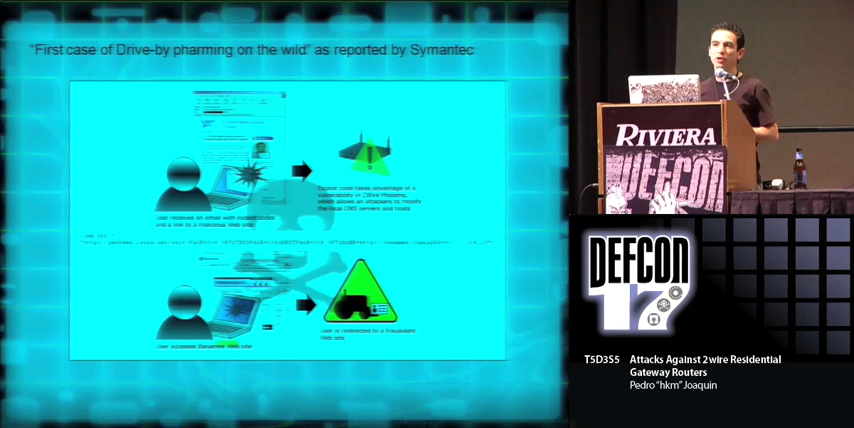 "First case of Drive-by pharming on the wild" as reported by Symantec
User received an email with exploit codes
and a link to a malicious Web site
Exploit code takes advantage of a
vulnerability in 2Wire Modems,
which allows an attackers to modify
the local DNS servers and hosts
User accesses Banamex Web site
User is redirected to a fraudulent
Web site
RIVIERA
DEFCON
DEFCON
17
T5D3S5 Attacks Against 2wire Residential
Gateway Routers
Pedro "hkm" Joaquin